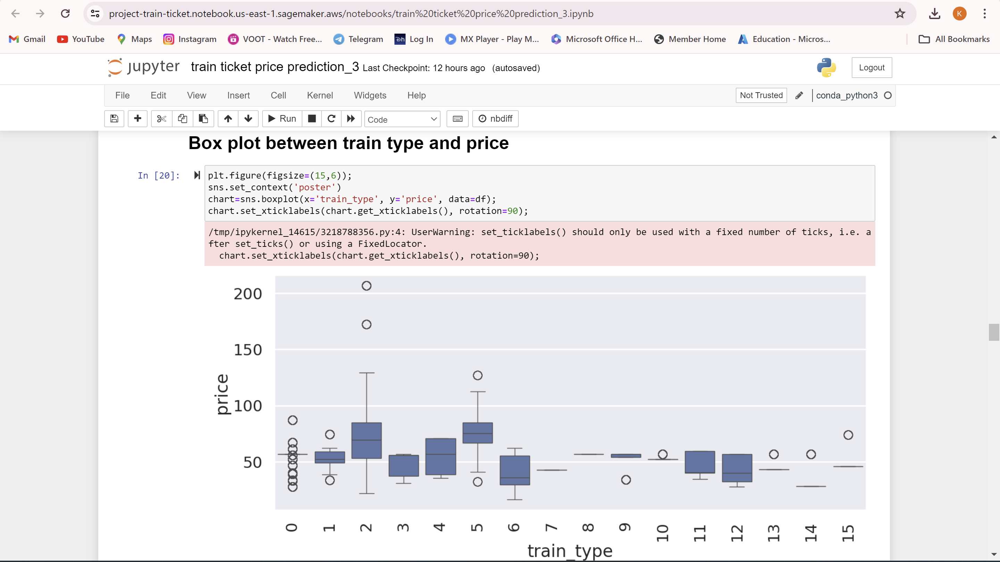 project-train-ticket.notebook.us-east-1.sagemaker.aws/notebooks/train%20ticket%20price%20prediction_3.ipynb
K
Gmail YouTube Maps Instagram VOOT - Watch Free... Telegram Dh Log In MX Player - Play M... Microsoft Office H... Member Home Education - Micros... All Bookmarks
jupyter train ticket price prediction_3 Last Checkpoint: 12 hours ago (autosaved) Logout
File Edit View Insert Cell Kernel Widgets Help Not Trusted conda_python3
Run Code nbdiff
Box plot between train type and price
In [20]:
plt.figure(figsize=(15,6));
sns.set_context('poster')
chart=sns.boxplot(x='train_type', y='price', data=df);
chart.set_xticklabels(chart.get_xticklabels(), rotation=90);
/tmp/ipykernel_14615/3218788356.py:4: UserWarning: set_ticklabels() should only be used with a fixed number of ticks, i.e. a
fter set_ticks() or using a FixedLocator.
chart.set_xticklabels(chart.get_xticklabels(), rotation=90);
200
150
100
50
price
0 1 2 3 4 5 6 7 8 9 10 11 12 13 14 15
train_type